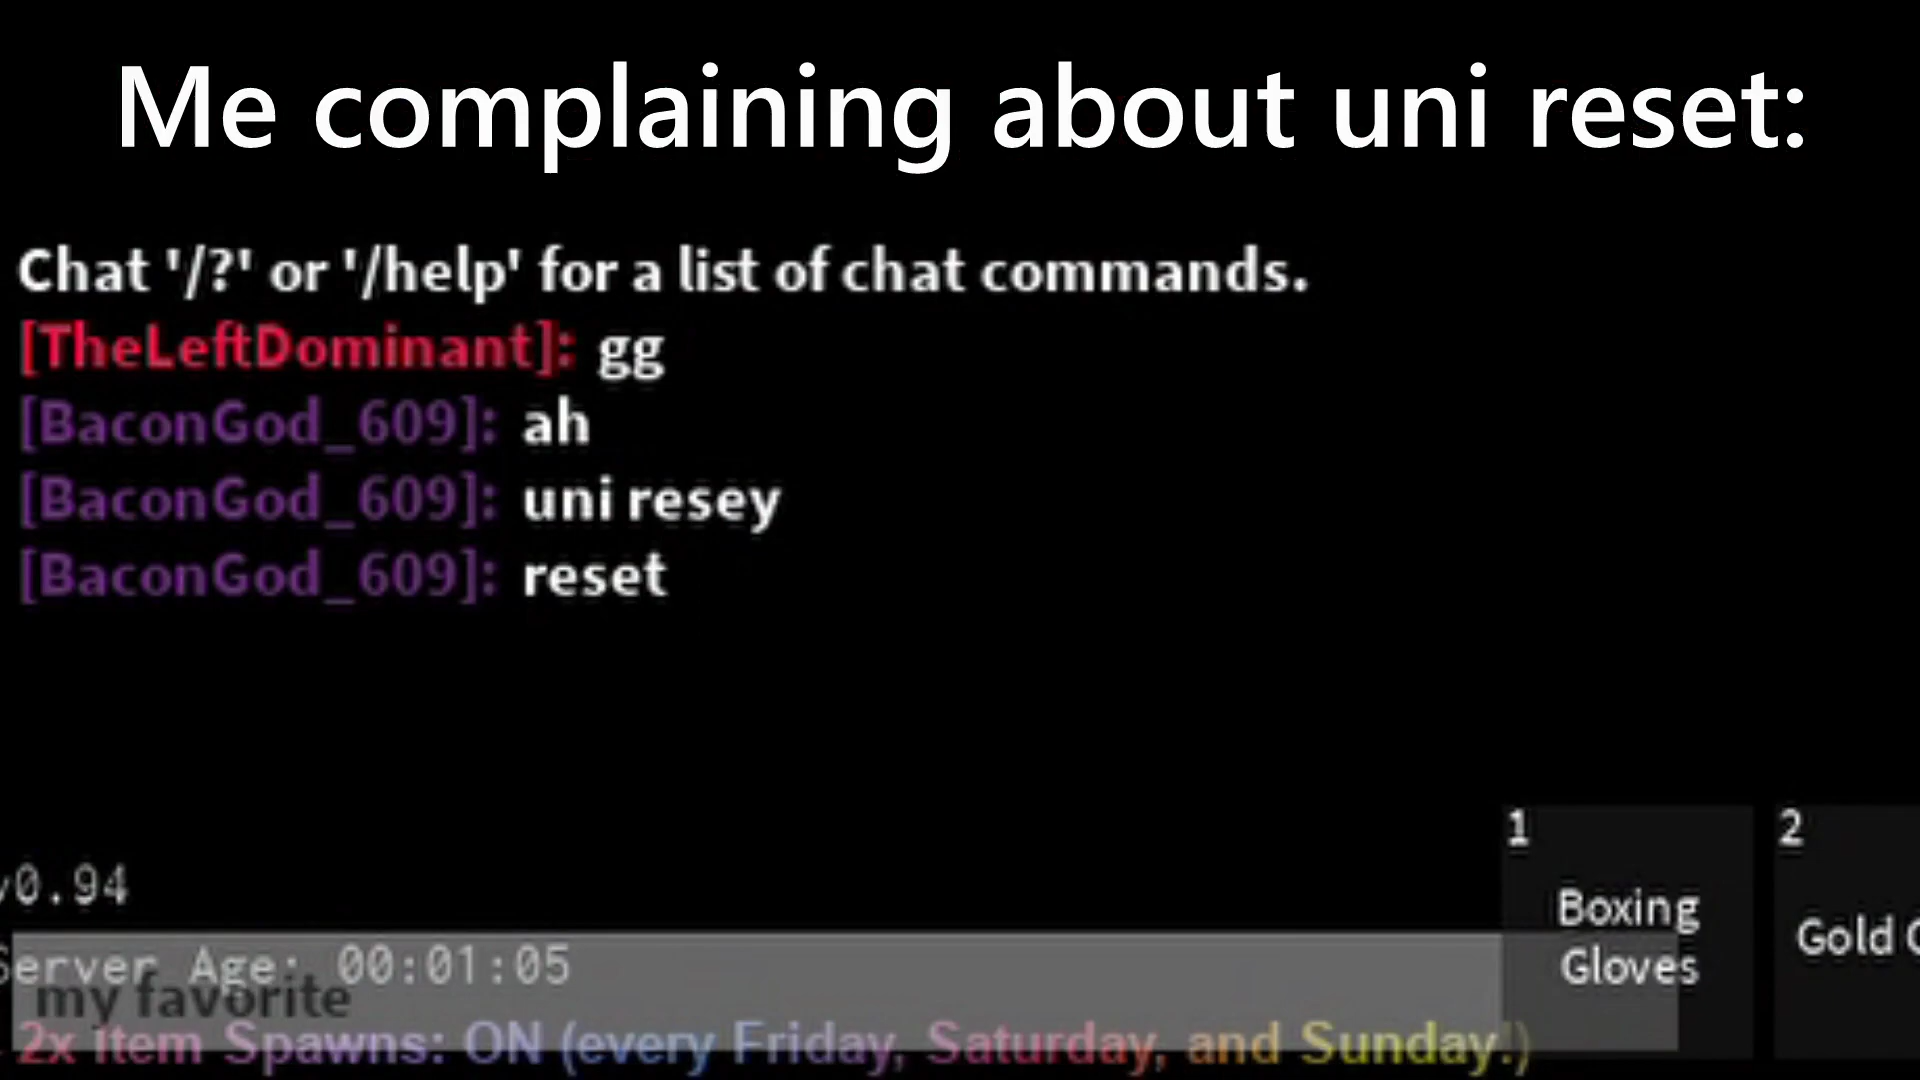 Me complaining about uni reset:
Chat '/?' or '/help' for a list of chat commands.
[TheLeftDominant]: gg
[BaconGod_609]: ah
[BaconGod_609]: uni resey
[BaconGod_609]: reset
1
2
v0.94
Boxing
Gloves
Gold
Server Age: 00:01:05
my favorite
2x Item Spawns: ON (every Friday, Saturday, and Sunday!)